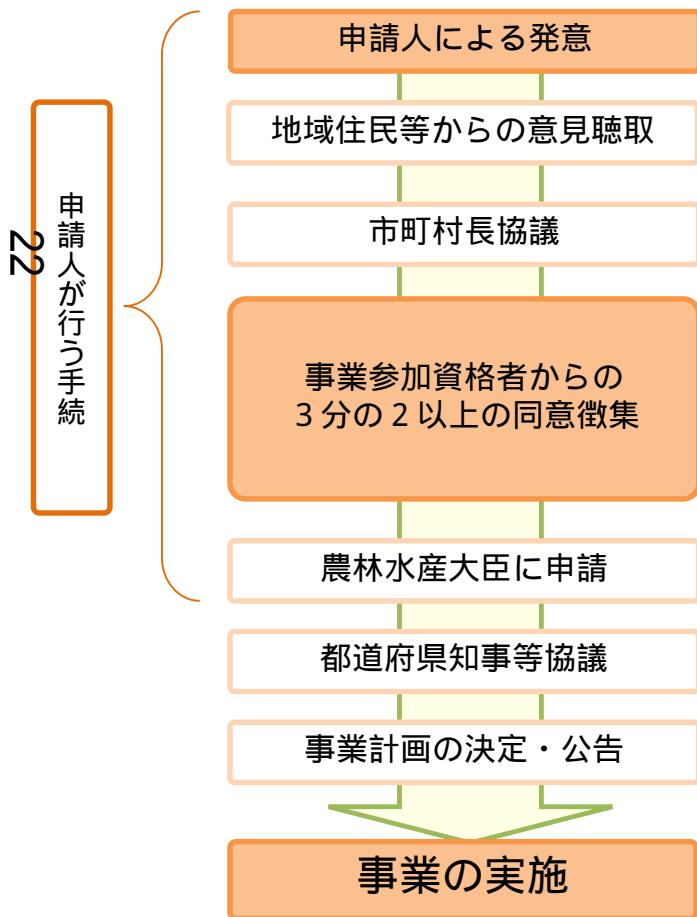 申請人による発意
地域住民等からの意見聴取
市町村長協議
事業参加資格者からの
3分の2以上の同意徴集
農林水産大臣に申請
都道府県知事等協議
事業計画の決定・公告
事業の実施
申請人が行う手続
22